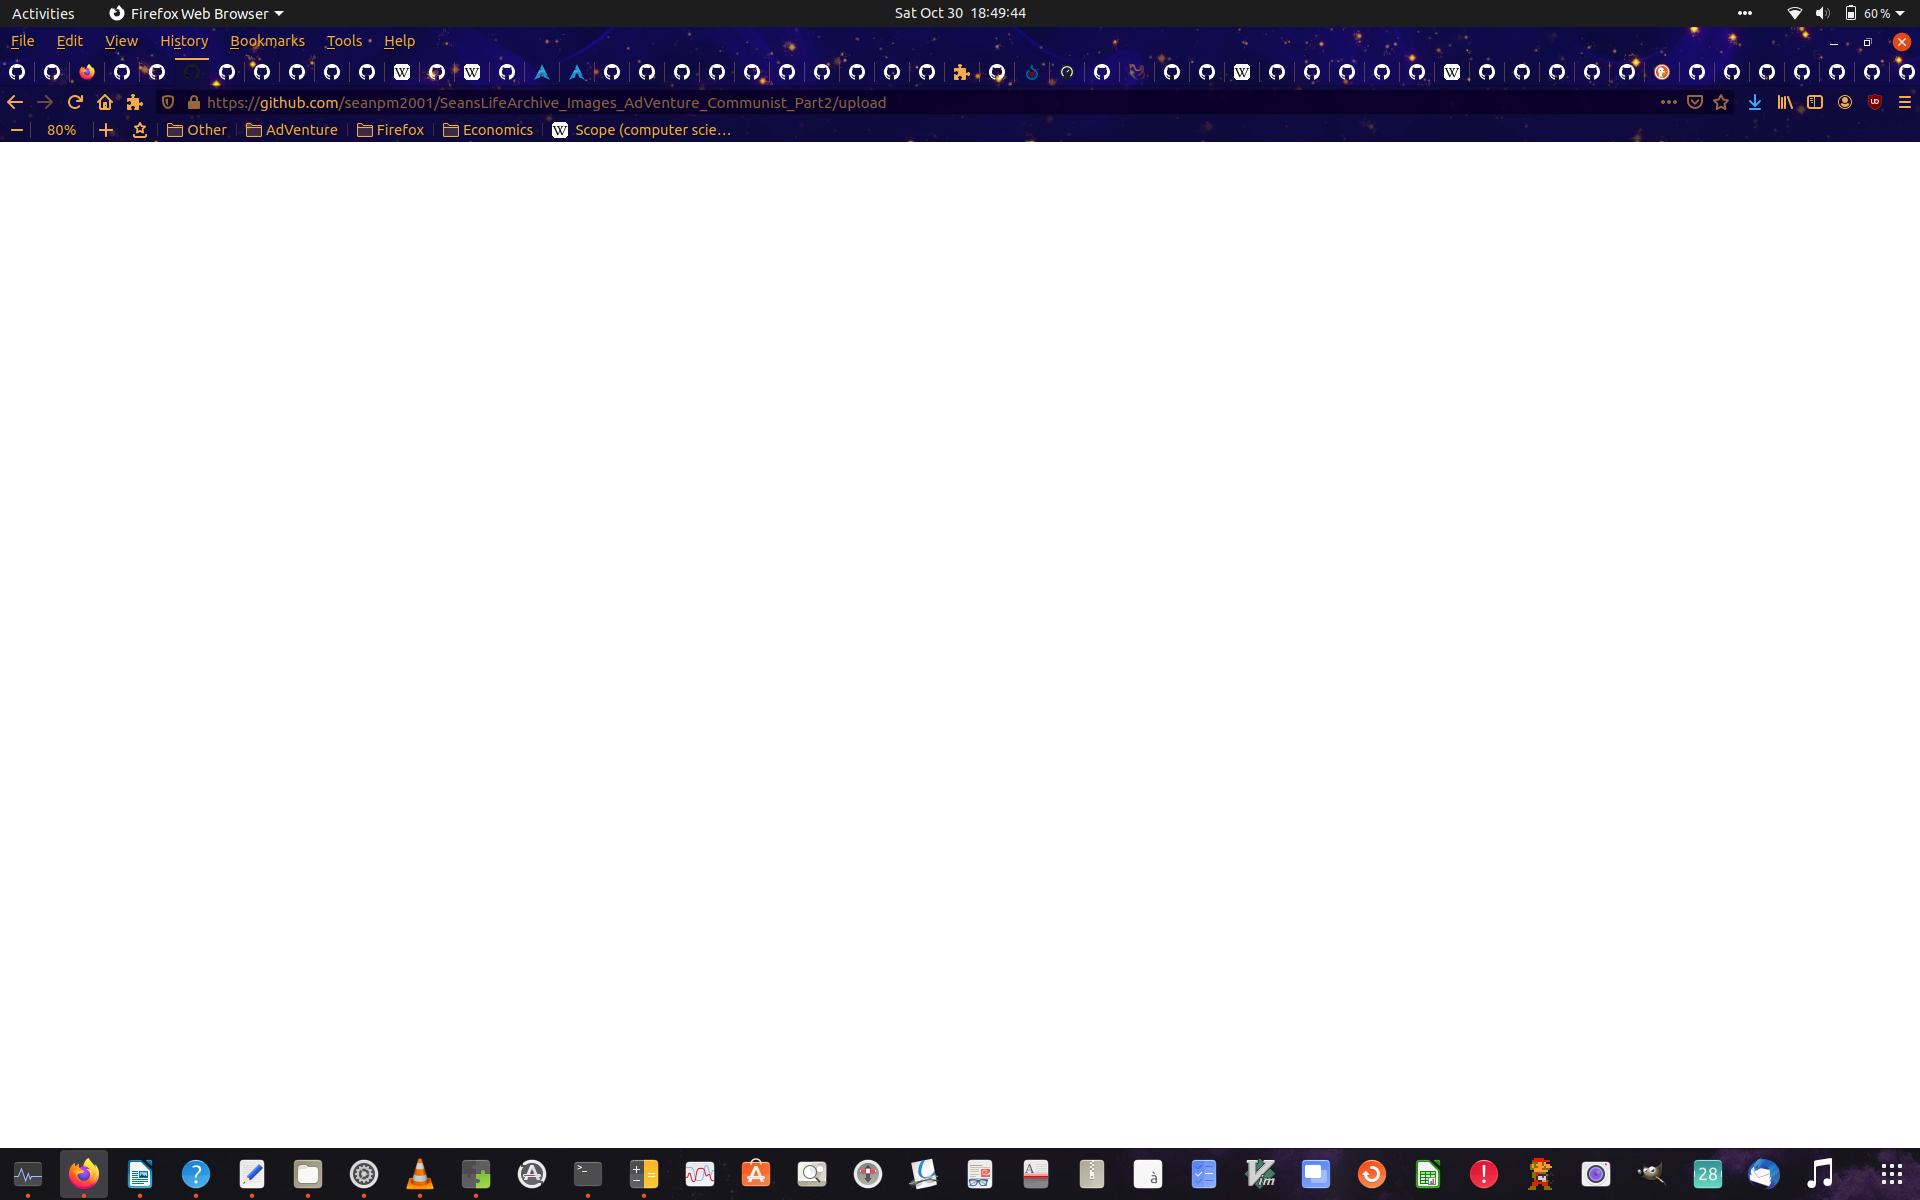 Activities Firefox Web Browser Sat Oct 30 18:49:44 60 %
File Edit View History Bookmarks Tools Help
https://github.com/seanpm2001/SeansLifeArchive_Images_AdVenture_Communist_Part2/upload
80% Other AdVenture Firefox Economics W Scope (computer scie…
28